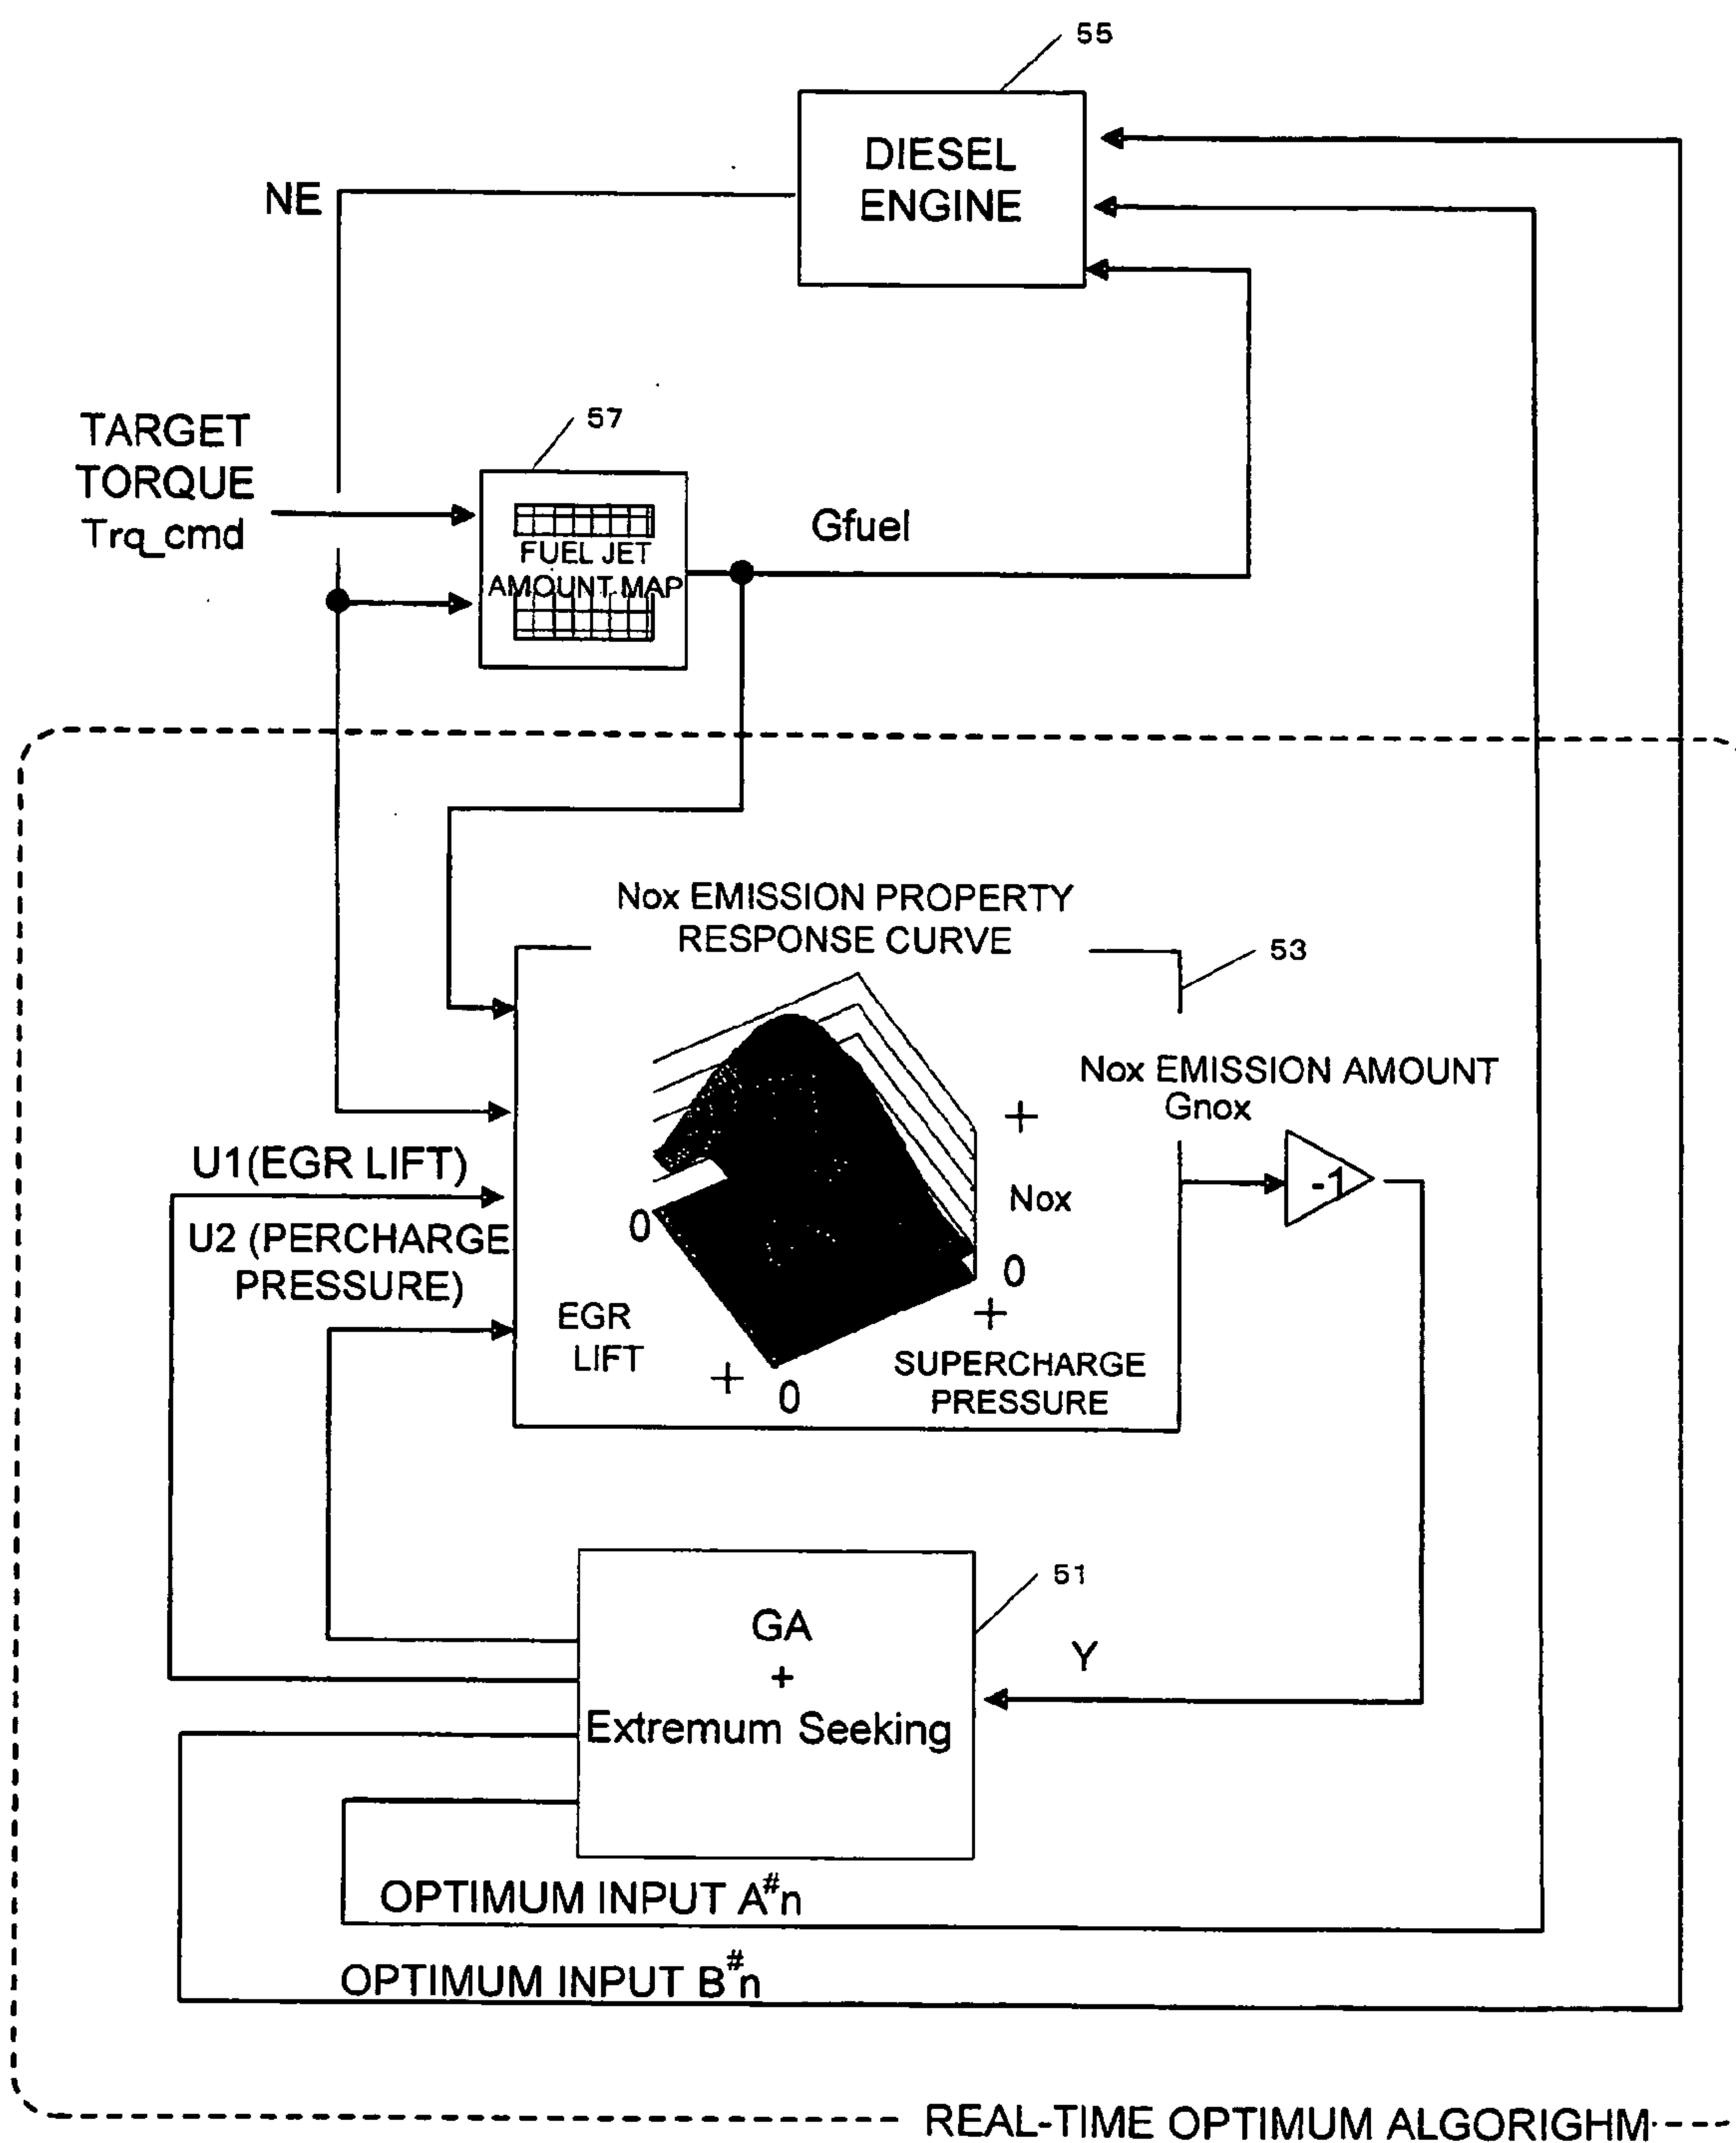 55
DIESEL
ENGINE
NE
TARGET
TORQUE
Trq_cmd
57
FUEL JET
AMOUNT MAP
Gfuel
Nox EMISSION PROPERTY
RESPONSE CURVE
53
Nox EMISSION AMOUNT
Gnox
+
-1
U1(EGR LIFT)
Nox
0
U2 (PERCHARGE
PRESSURE)
0
+
EGR
LIFT
SUPERCHARGE
PRESSURE
+
0
51
GA
+
Extremum Seeking
Y
OPTIMUM INPUT A#n
OPTIMUM INPUT B#n
REAL-TIME OPTIMUM ALGORIGHM